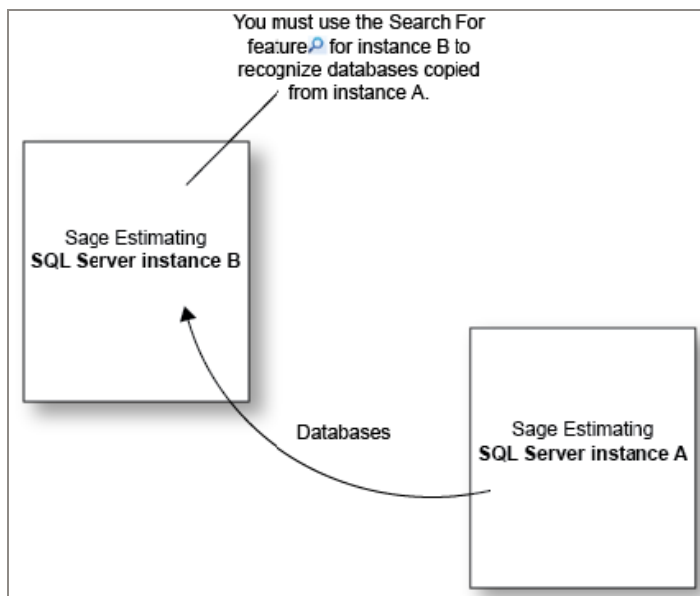 You must use the Search For
feature for instance B to
recognize databases copied
from instance A.
Sage Estimating
SQL Server instance B
Databases
Sage Estimating
SQL Server instance A